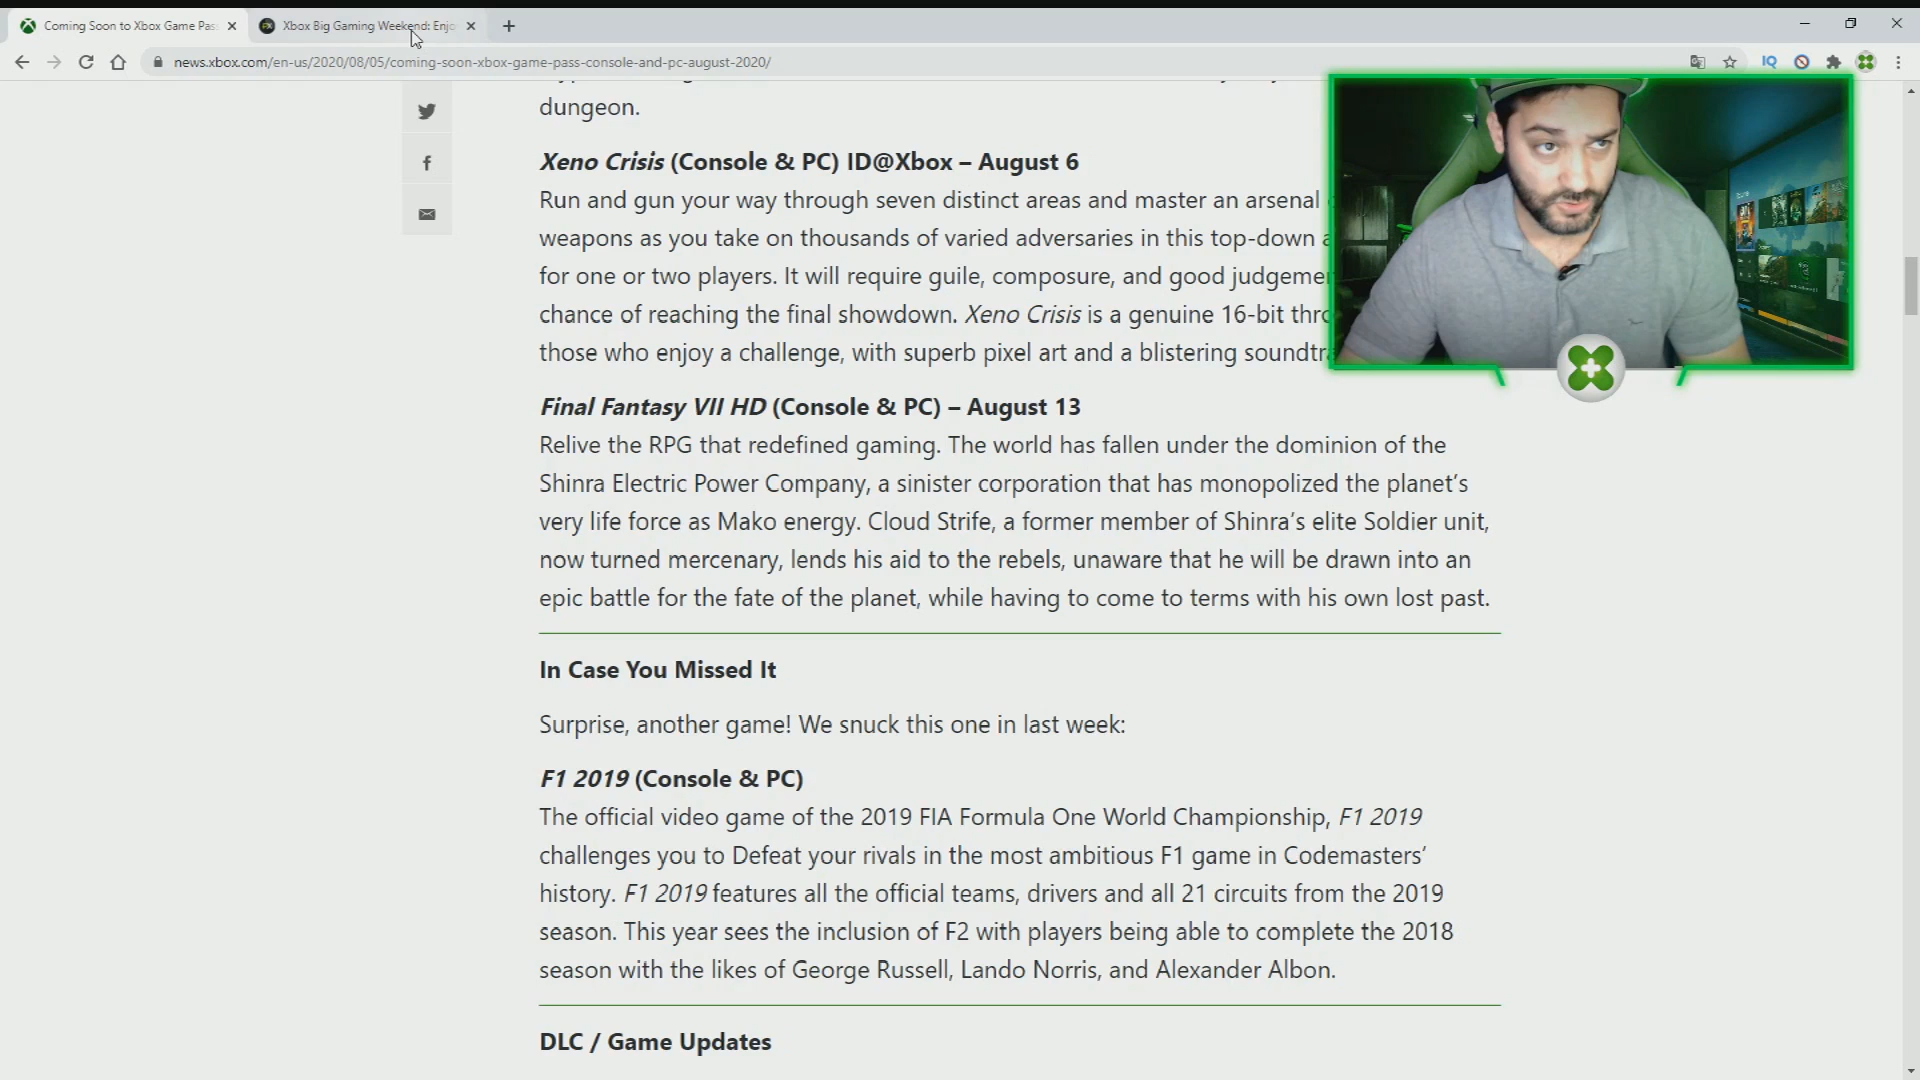 Coming Soon to Xbox Game Pas
Xbox Big Gaming Weekend: Enjo
news.xbox.com/en-us/2020/08/05/coming-soon-xbox-game-pass-console-and-pc-august-2020/
IQ
dungeon.
Xeno Crisis (Console & PC) ID@Xbox – August 6
Run and gun your way through seven distinct areas and master an arsenal
weapons as you take on thousands of varied adversaries in this top-down
for one or two players. It will require guile, composure, and good judgemen
chance of reaching the final showdown. Xeno Crisis is a genuine 16-bit thro
those who enjoy a challenge, with superb pixel art and a blistering soundtra
Final Fantasy VII HD (Console & PC) – August 13
Relive the RPG that redefined gaming. The world has fallen under the dominion of the
Shinra Electric Power Company, a sinister corporation that has monopolized the planet’s
very life force as Mako energy. Cloud Strife, a former member of Shinra’s elite Soldier unit,
now turned mercenary, lends his aid to the rebels, unaware that he will be drawn into an
epic battle for the fate of the planet, while having to come to terms with his own lost past.
In Case You Missed It
Surprise, another game! We snuck this one in last week:
F1 2019 (Console & PC)
The official video game of the 2019 FIA Formula One World Championship, F1 2019
challenges you to Defeat your rivals in the most ambitious F1 game in Codemasters’
history. F1 2019 features all the official teams, drivers and all 21 circuits from the 2019
season. This year sees the inclusion of F2 with players being able to complete the 2018
season with the likes of George Russell, Lando Norris, and Alexander Albon.
DLC / Game Updates